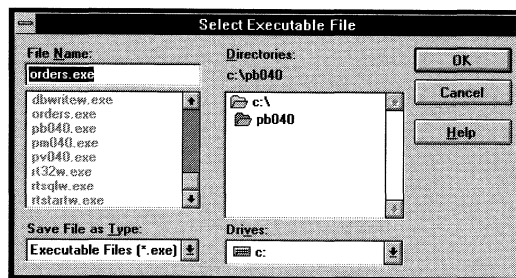 Select Executable File
File Name:
orders.exe
dbwritew.exe
orders.exe
pb040.exe
pm040.exe
pv040.exe
rt32w.exe
rtsqlw.exe
rtstartw.exe
Save File as Type:
Executable Files (*.exe)
Directories:
c:\pb040
c:\
pb040
Drives:
c:
OK
Cancel
Help